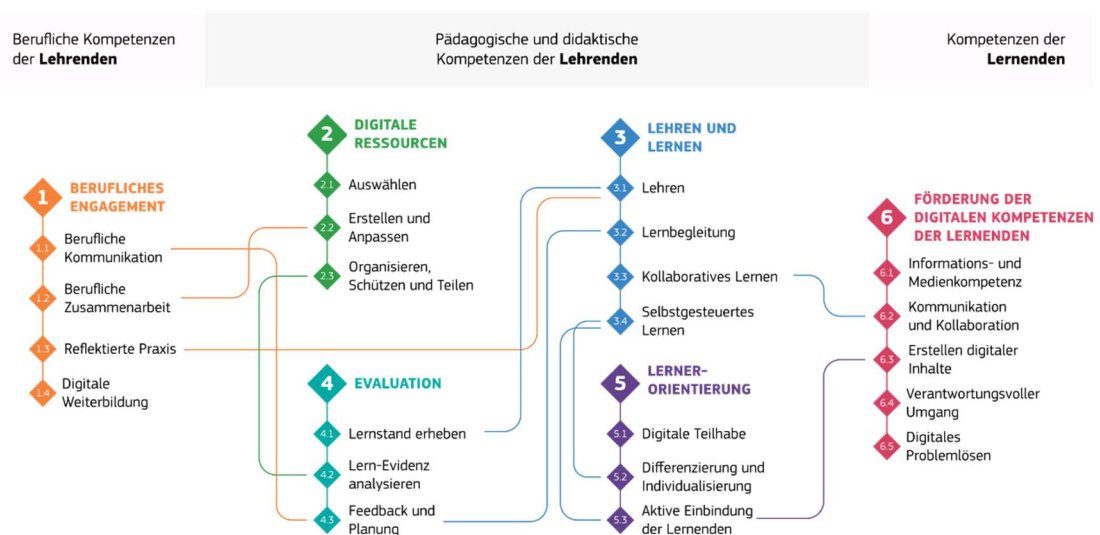 Berufliche Kompetenzen
der Lehrenden
Pädagogische und didaktische
Kompetenzen der Lehrenden
Kompetenzen der
Lernenden
1
BERUFLICHES
ENGAGEMENT
1.1
Berufliche
Kommunikation
1.2
Berufliche
Zusammenarbeit
1.3
Reflektierte Praxis
1.4
Digitale
Weiterbildung
2
DIGITALE
RESSOURCEN
2.1
Auswählen
2.2
Erstellen und
Anpassen
2.3
Organisieren,
Schützen und Teilen
3
LEHREN UND
LERNEN
3.1
Lehren
3.2
Lernbegleitung
3.3
Kollaboratives Lernen
3.4
Selbstgesteuertes
Lernen
4
EVALUATION
4.1
Lernstand erheben
4.2
Lern-Evidenz
analysieren
4.3
Feedback und
Planung
5
LERNER-
ORIENTIERUNG
5.1
Digitale Teilhabe
5.2
Differenzierung und
Individualisierung
5.3
Aktive Einbindung
der Lernenden
6
FÖRDERUNG DER
DIGITALEN KOMPETENZEN
DER LERNENDEN
6.1
Informations- und
Medienkompetenz
6.2
Kommunikation
und Kollaboration
6.3
Erstellen digitaler
Inhalte
6.4
Verantwortungsvoller
Umgang
6.5
Digitales
Problemlösen